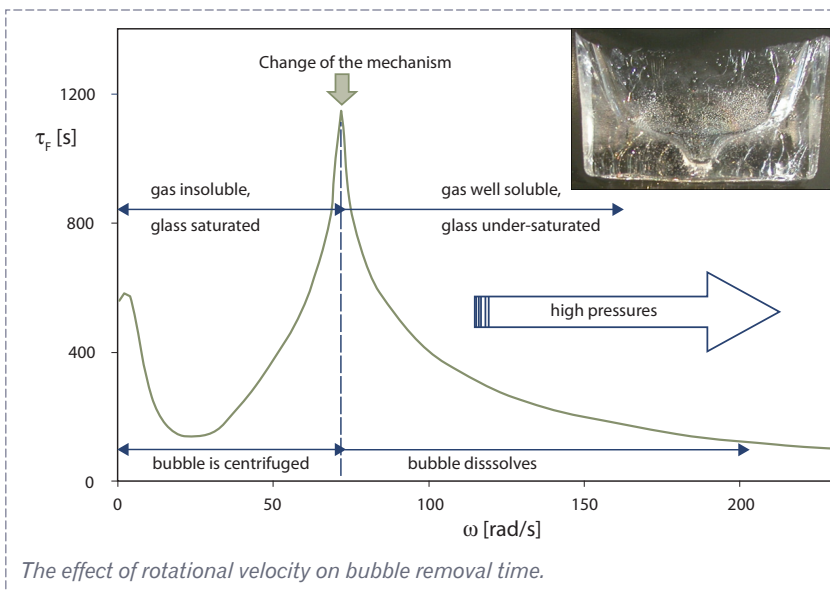 Change of the mechanism
1200
τF [s]
gas insoluble,
gas well soluble,
800
glass saturated
glass under-saturated
high pressures
400
bubble is centrifuged
bubble disssolves
0
0
50
100
150
200
ω [rad/s]
The effect of rotational velocity on bubble removal time.